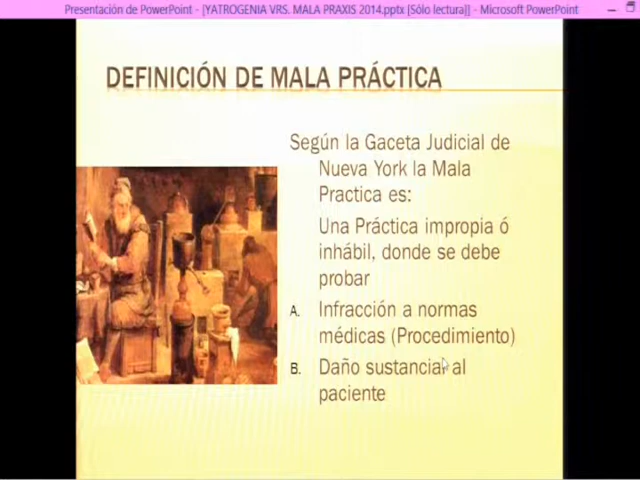 Presentación de PowerPoint - [YATROGENIA VRS. MALA PRAXIS 2014.pptx [Sólo lectura]] - Microsoft PowerPoint
DEFINICIÓN DE MALA PRÁCTICA
Según la Gaceta Judicial de
Nueva York la Mala
Practica es:
Una Práctica impropia ó
inhábil, donde se debe
probar
A. Infracción a normas
médicas (Procedimiento)
B. Daño sustancial al
paciente